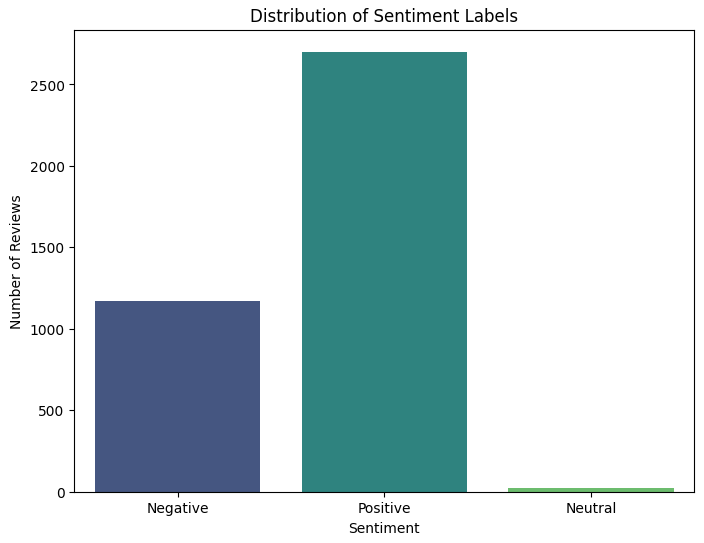 Distribution of Sentiment Labels
2500
2000
1500
1000
500
0
Number of Reviews
Negative
Positive
Neutral
Sentiment